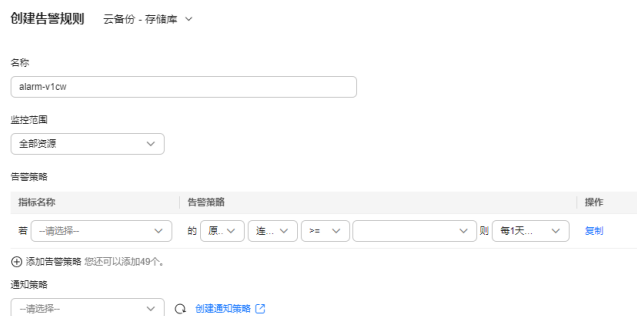 创建告警规则 云备份 - 存储库
名称
alarm-v1cw
监控范围
全部资源
告警策略
指标名称 告警策略 操作
若 --请选择-- 的 原... 连... >= 则 每1天... 复制
添加告警策略 您还可以添加49个。
通知策略
--请选择-- 创建通知策略